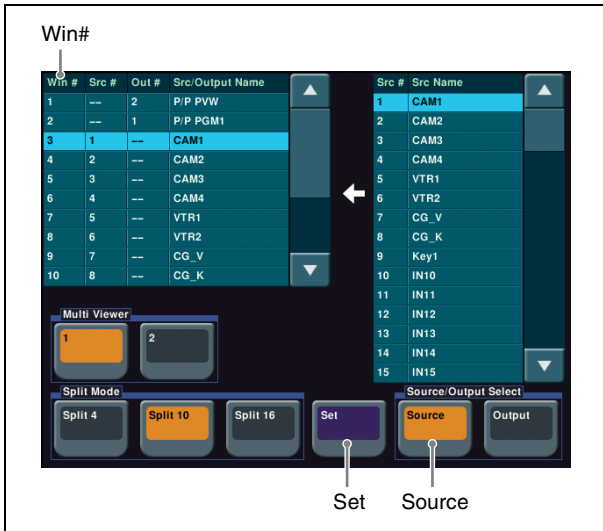 Win#
Win # Src # Out # Src/Output Name
1 -- 2 P/P PVW
2 -- 1 P/P PGM1
3 1 -- CAM1
4 2 -- CAM2
5 3 -- CAM3
6 4 -- CAM4
7 5 -- VTR1
8 6 -- VTR2
9 7 -- CG_V
10 8 -- CG_K
Src # Src Name
1 CAM1
2 CAM2
3 CAM3
4 CAM4
5 VTR1
6 VTR2
7 CG_V
8 CG_K
9 Key1
10 IN10
11 IN11
12 IN12
13 IN13
14 IN14
15 IN15
Multi Viewer
1 2
Split Mode
Split 4 Split 10 Split 16
Set
Source/Output Select
Source Output
Set Source